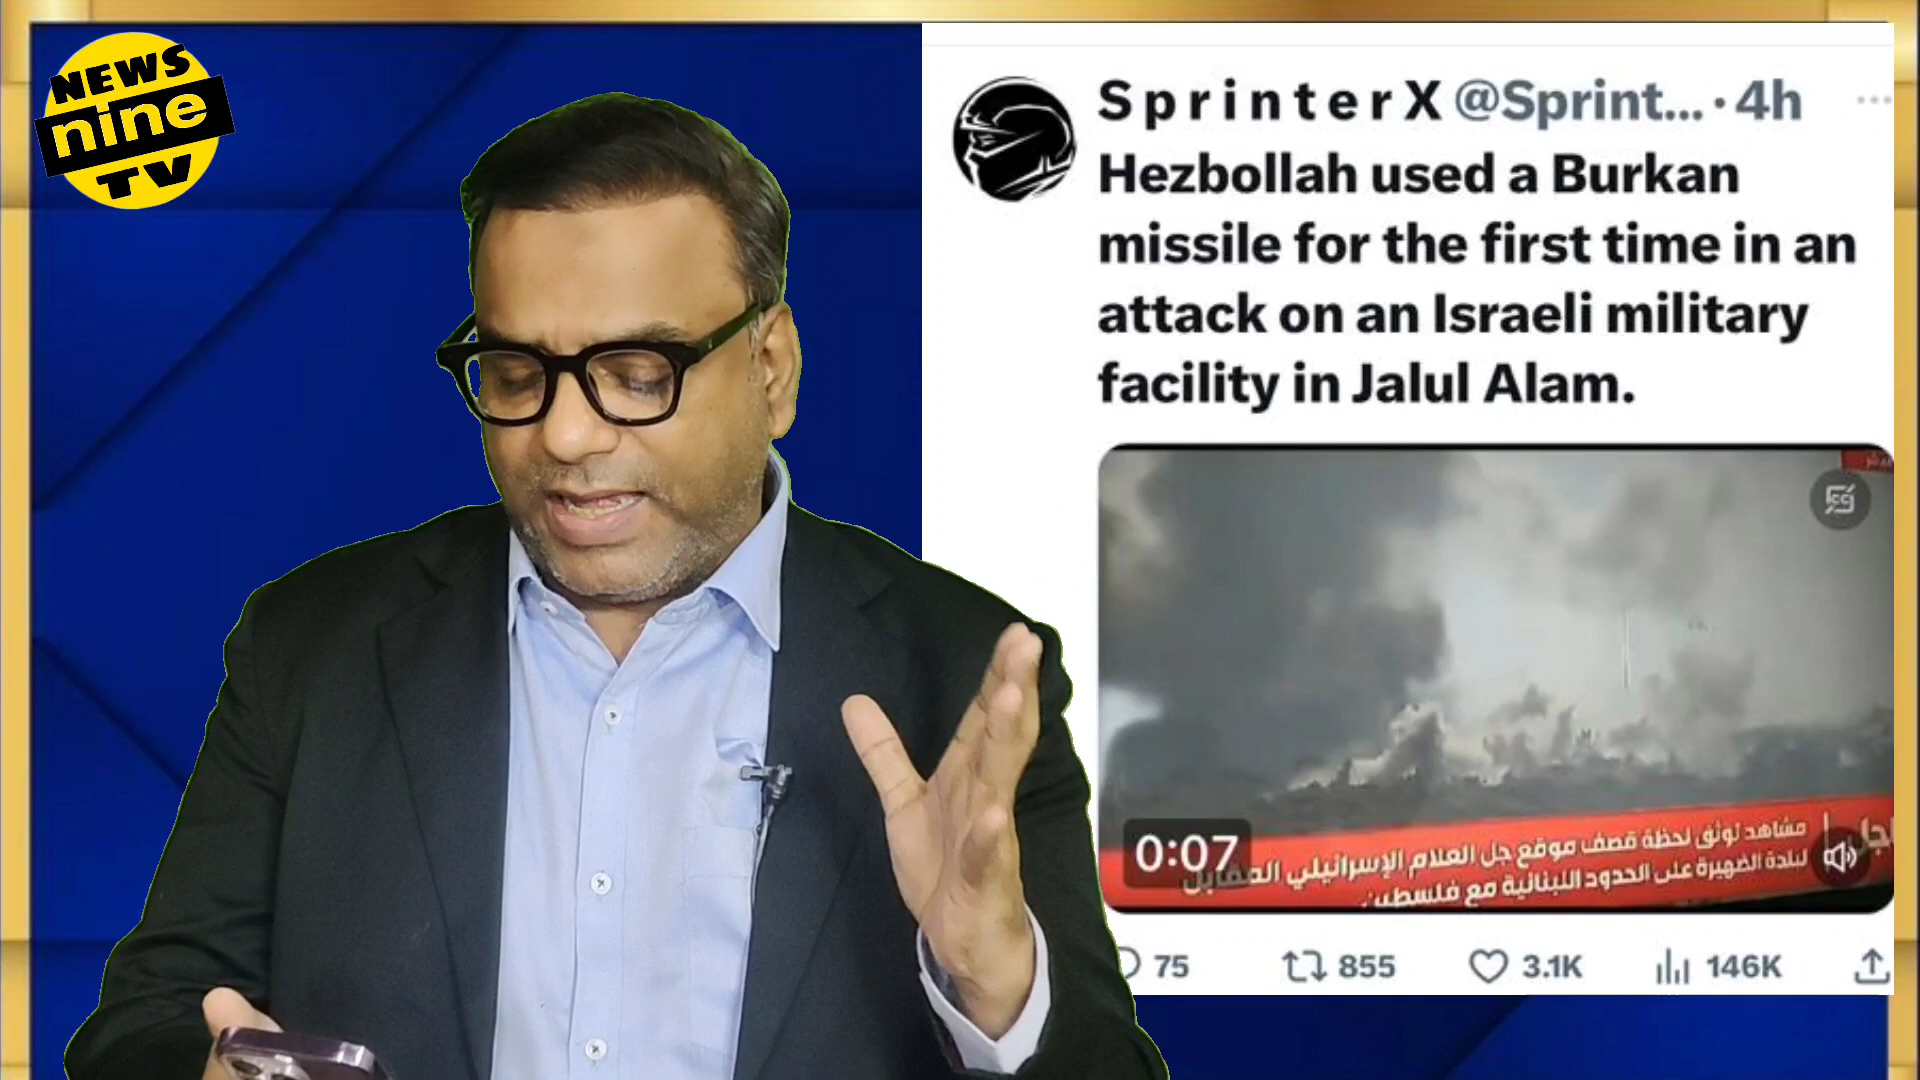 NEWS
nine
TV
SprinterX @Sprint... · 4h
Hezbollah used a Burkan
missile for the first time in an
attack on an Israeli military
facility in Jalul Alam.
مشاهد توثق لحظة قصف موقع جل العلام الإسرائيلي المقابل
لبلدة الضهيرة على الحدود اللبنانية مع فلسطين
0:07
75 855 3.1K 146K